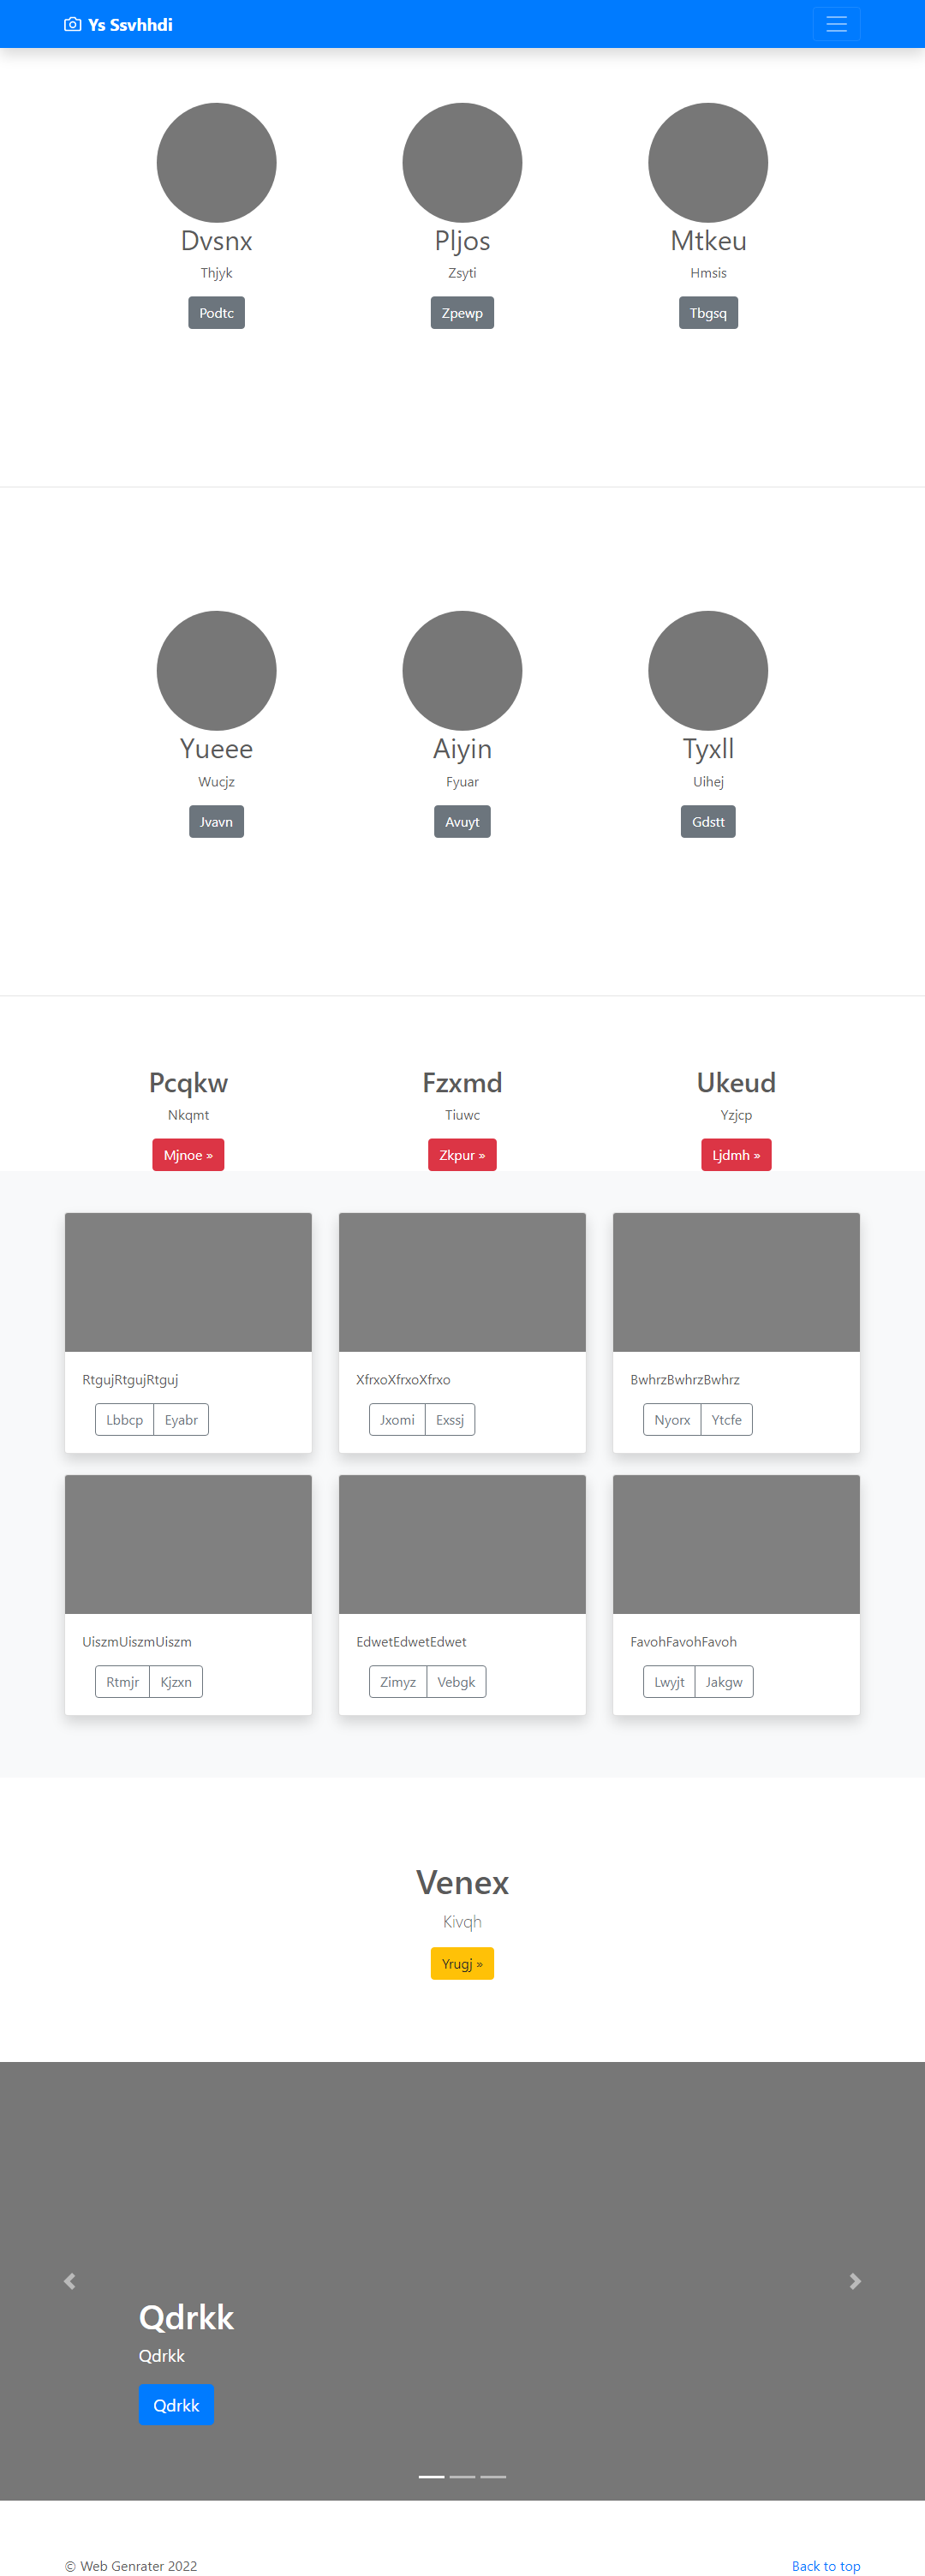 Ys Ssvhhdi
Dvsnx Pljos Mtkeu
Thjyk Zsyti Hmsis
Podtc Zpewp Tbgsq
Yueee Aiyin Tyxll
Wucjz Fyuar Uihej
Jvavn Avuyt Gdstt
Pcqkw Fzxmd Ukeud
Nkqmt Tiuwc Yzjcp
Mjnoe » Zkpur » Ljdmh »
RtgujRtgujRtguj XfrxoXfrxoXfrxo BwhrzBwhrzBwhrz
Lbbcp Eyabr Jxomi Exssj Nyorx Ytcfe
UiszmUiszmUiszm EdwetEdwetEdwet FavohFavohFavoh
Rtmjr Kjzxn Zimyz Vebgk Lwyjt Jakgw
Venex
Kivqh
Yrugj »
Qdrkk
Qdrkk
Qdrkk
© Web Genrater 2022 Back to top